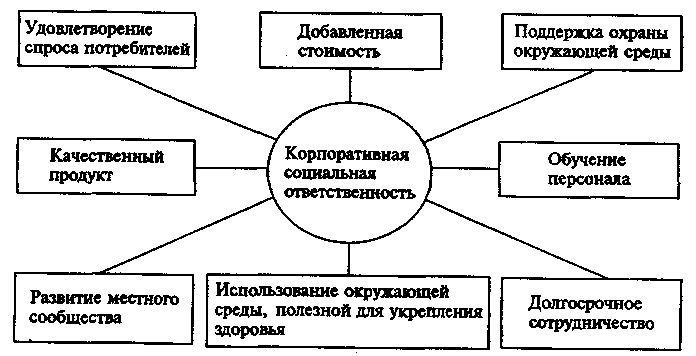 Удовлетворение
спроса потребителей
Добавленная
стоимость
Поддержка охраны
окружающей среды
Качественный
продукт
Корпоративная
социальная
ответственность
Обучение
персонала
Развитие местного
сообщества
Использование окружающей
среды, полезной для укрепления
здоровья
Долгосрочное
сотрудничество